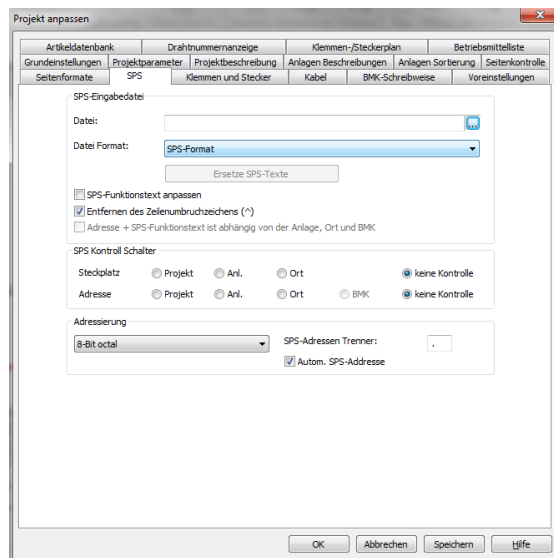 Projekt anpassen
Artikeldatenbank Drahtnummernanzeige Klemmen-/Steckerplan Betriebsmittelliste
Grundeinstellungen Projektparameter Projektbeschreibung Anlagen Beschreibungen Anlagen Sortierung Seitenkontrolle
Seitenformate SPS Klemmen und Stecker Kabel BMK-Schreibweise Voreinstellungen
SPS-Eingabedatei
Datei: ...
Datei Format: SPS-Format
Ersetze SPS-Texte
SPS-Funktionstext anpassen
Entfernen des Zeilenumbruchzeichens (^)
Adresse + SPS-Funktionstext ist abhängig von der Anlage, Ort und BMK
SPS Kontroll Schalter
Steckplatz Projekt Anl. Ort keine Kontrolle
Adresse Projekt Anl. Ort BMK keine Kontrolle
Adressierung
8-Bit octal SPS-Adressen Trenner: .
Autom. SPS-Addresse
OK Abbrechen Speichern Hilfe